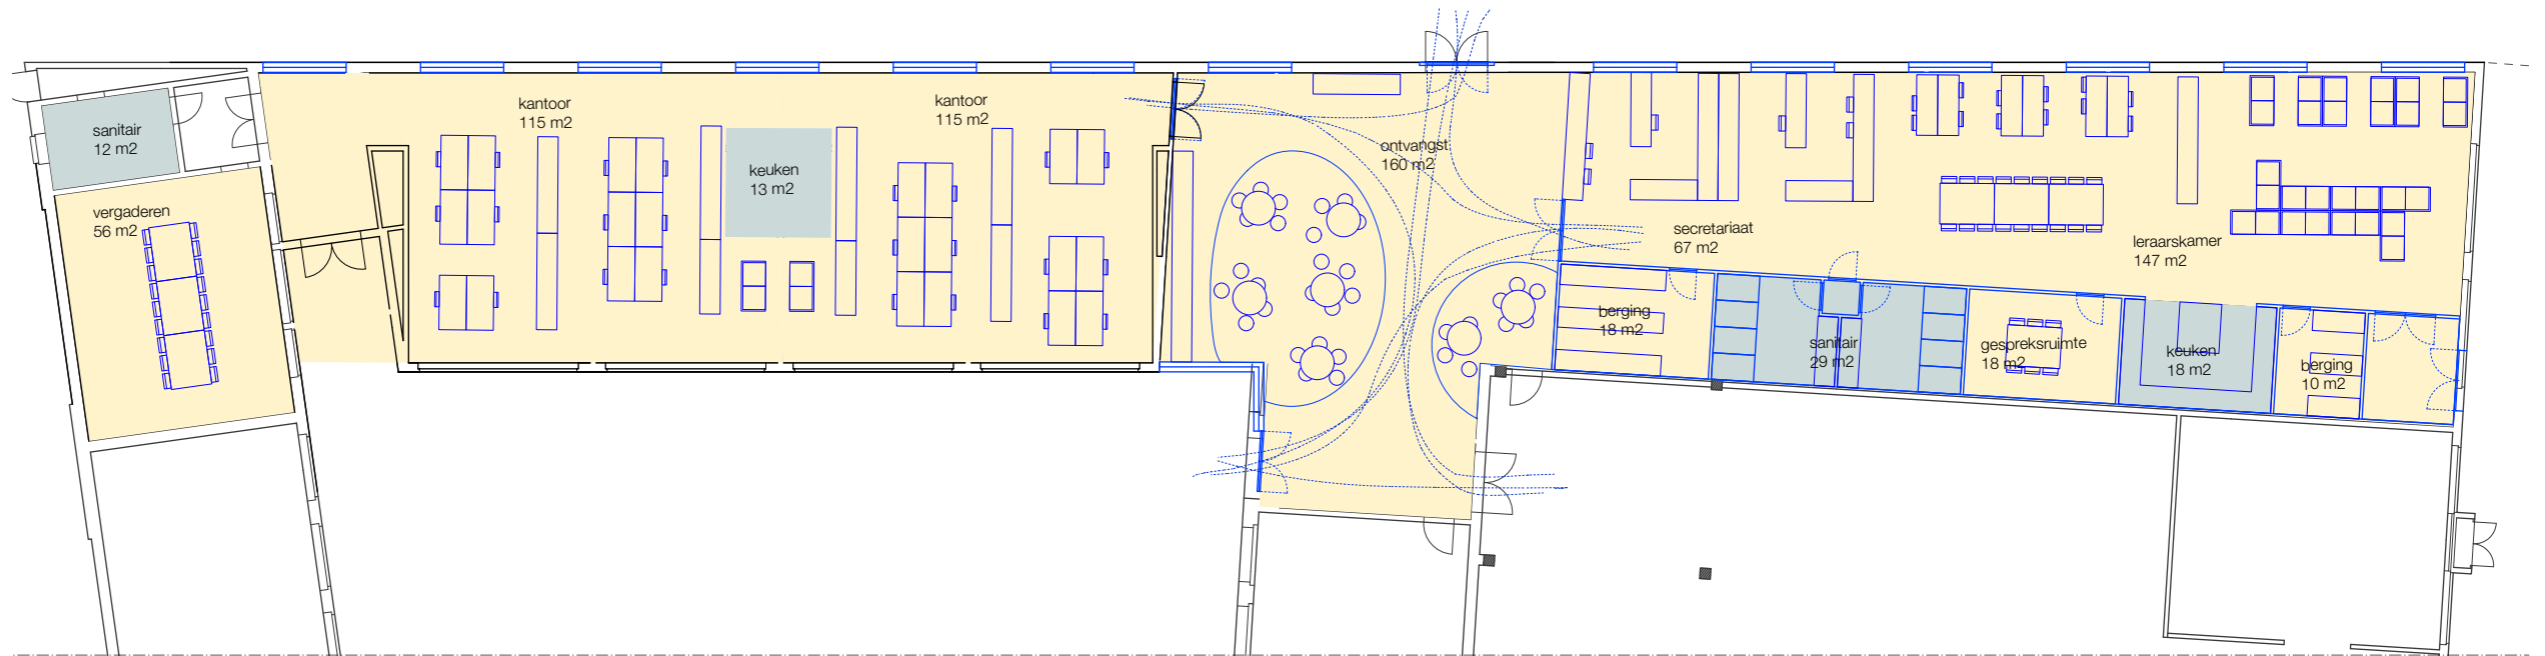 sanitair
12 m2
vergaderen
56 m2
kantoor
115 m2
keuken
13 m2
kantoor
115 m2
ontvangst
160 m2
secretariaat
67 m2
leraarskamer
147 m2
berging
18 m2
sanitair
29 m2
gespreksruimte
18 m2
keuken
18 m2
berging
10 m2